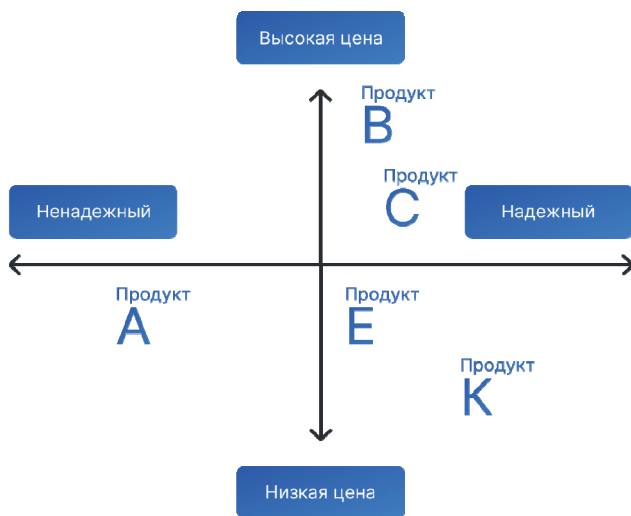 Высокая цена
Продукт
B
Продукт
C
Ненадежный
Надежный
Продукт
A
Продукт
E
Продукт
K
Низкая цена